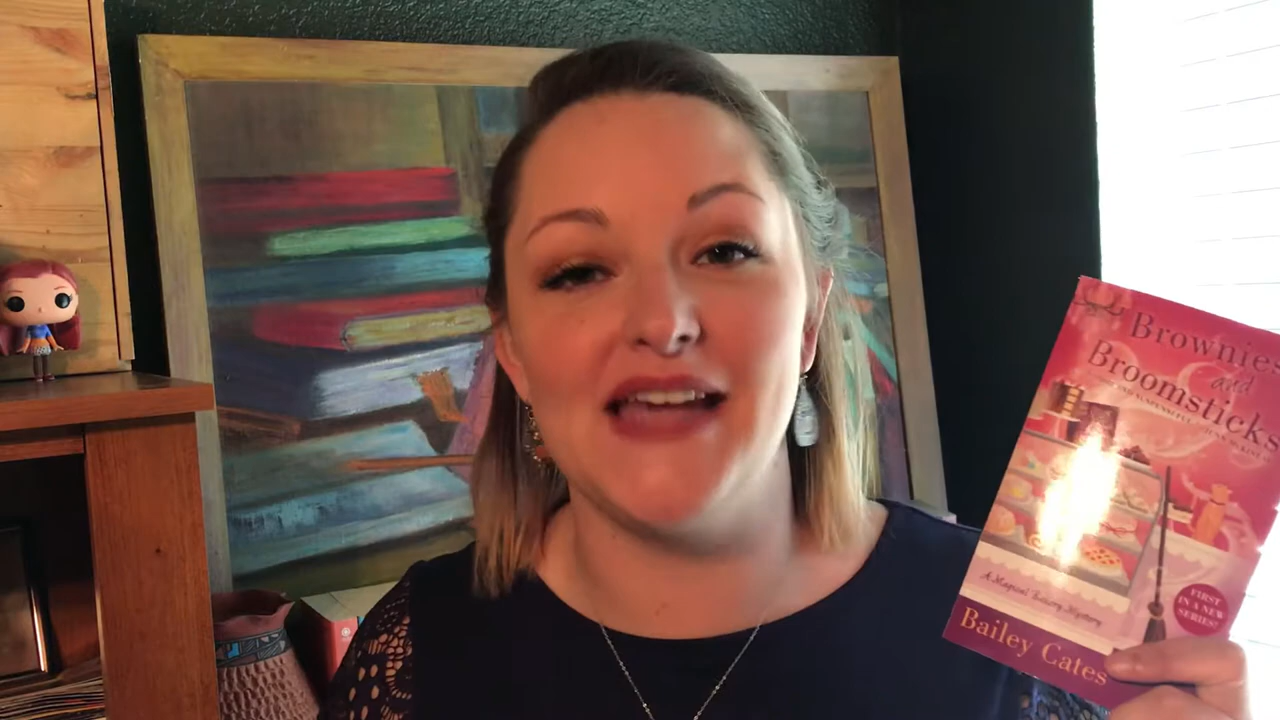 Brownies
and
Broomsticks
A Magical Bakery Mystery
FIRST
IN A NEW
SERIES!
Bailey Cates